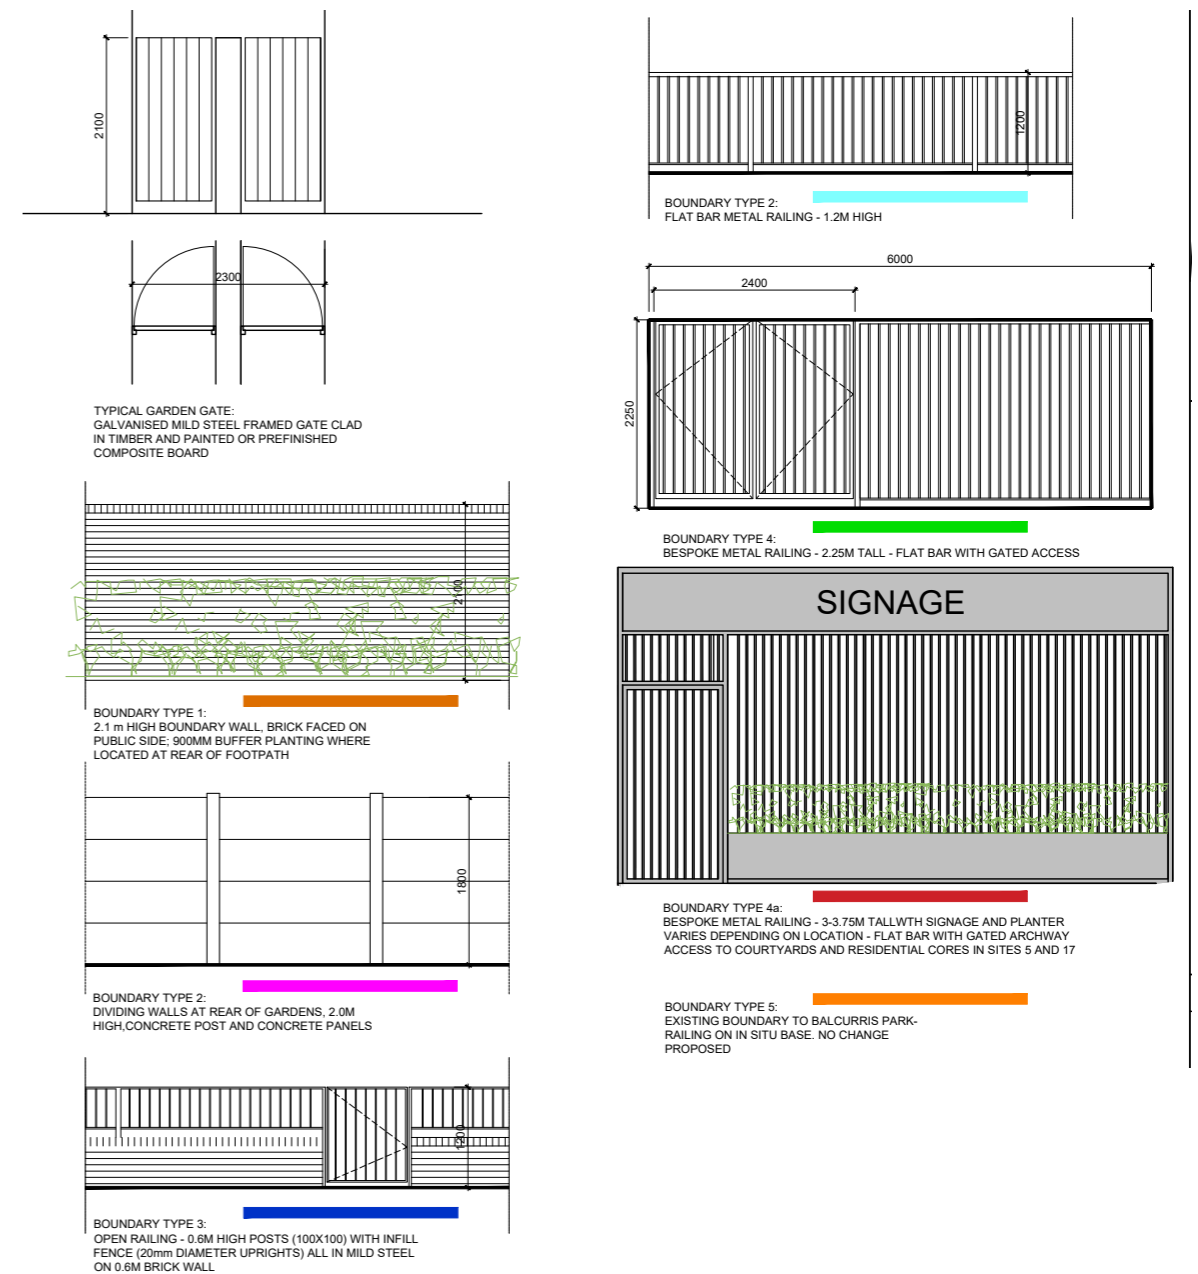 2100
2300
TYPICAL GARDEN GATE:
GALVANISED MILD STEEL FRAMED GATE CLAD
IN TIMBER AND PAINTED OR PREFINISHED
COMPOSITE BOARD
2100
BOUNDARY TYPE 1:
2.1 m HIGH BOUNDARY WALL, BRICK FACED ON
PUBLIC SIDE; 900MM BUFFER PLANTING WHERE
LOCATED AT REAR OF FOOTPATH
1800
BOUNDARY TYPE 2:
DIVIDING WALLS AT REAR OF GARDENS, 2.0M
HIGH,CONCRETE POST AND CONCRETE PANELS
1200
BOUNDARY TYPE 3:
OPEN RAILING - 0.6M HIGH POSTS (100X100) WITH INFILL
FENCE (20mm DIAMETER UPRIGHTS) ALL IN MILD STEEL
ON 0.6M BRICK WALL
1200
BOUNDARY TYPE 2:
FLAT BAR METAL RAILING - 1.2M HIGH
6000
2400
2250
BOUNDARY TYPE 4:
BESPOKE METAL RAILING - 2.25M TALL - FLAT BAR WITH GATED ACCESS
SIGNAGE
BOUNDARY TYPE 4a:
BESPOKE METAL RAILING - 3-3.75M TALLWTH SIGNAGE AND PLANTER
VARIES DEPENDING ON LOCATION - FLAT BAR WITH GATED ARCHWAY
ACCESS TO COURTYARDS AND RESIDENTIAL CORES IN SITES 5 AND 17
BOUNDARY TYPE 5:
EXISTING BOUNDARY TO BALCURRIS PARK-
RAILING ON IN SITU BASE. NO CHANGE
PROPOSED